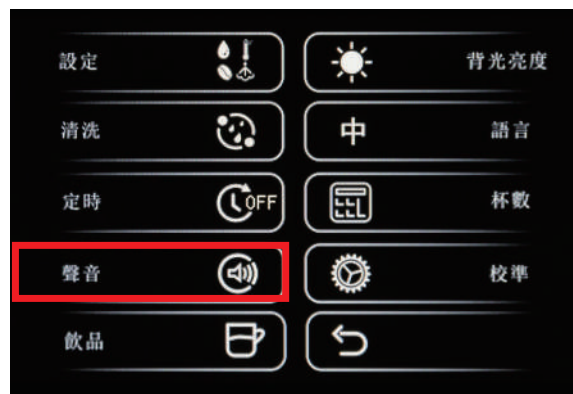 設定
背光亮度
清洗
中
語言
定時
OFF
杯數
聲音
校準
飲品